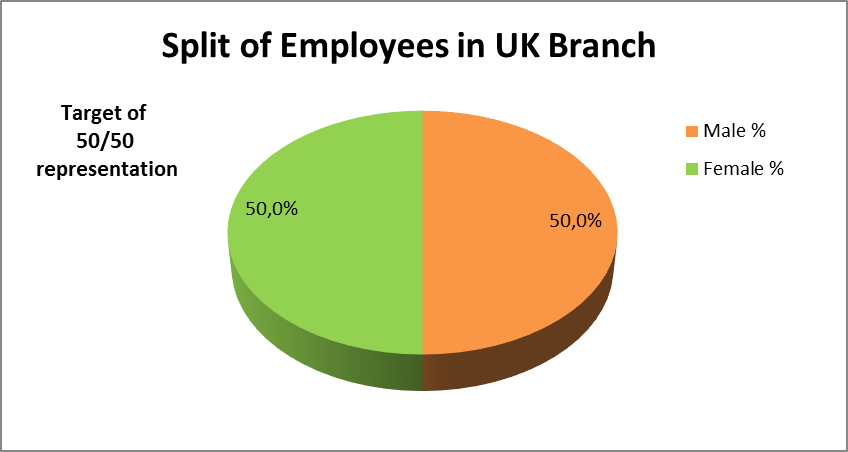 Split of Employees in UK Branch
Target of
50/50
representation
Male %
Female %
50,0%
50,0%